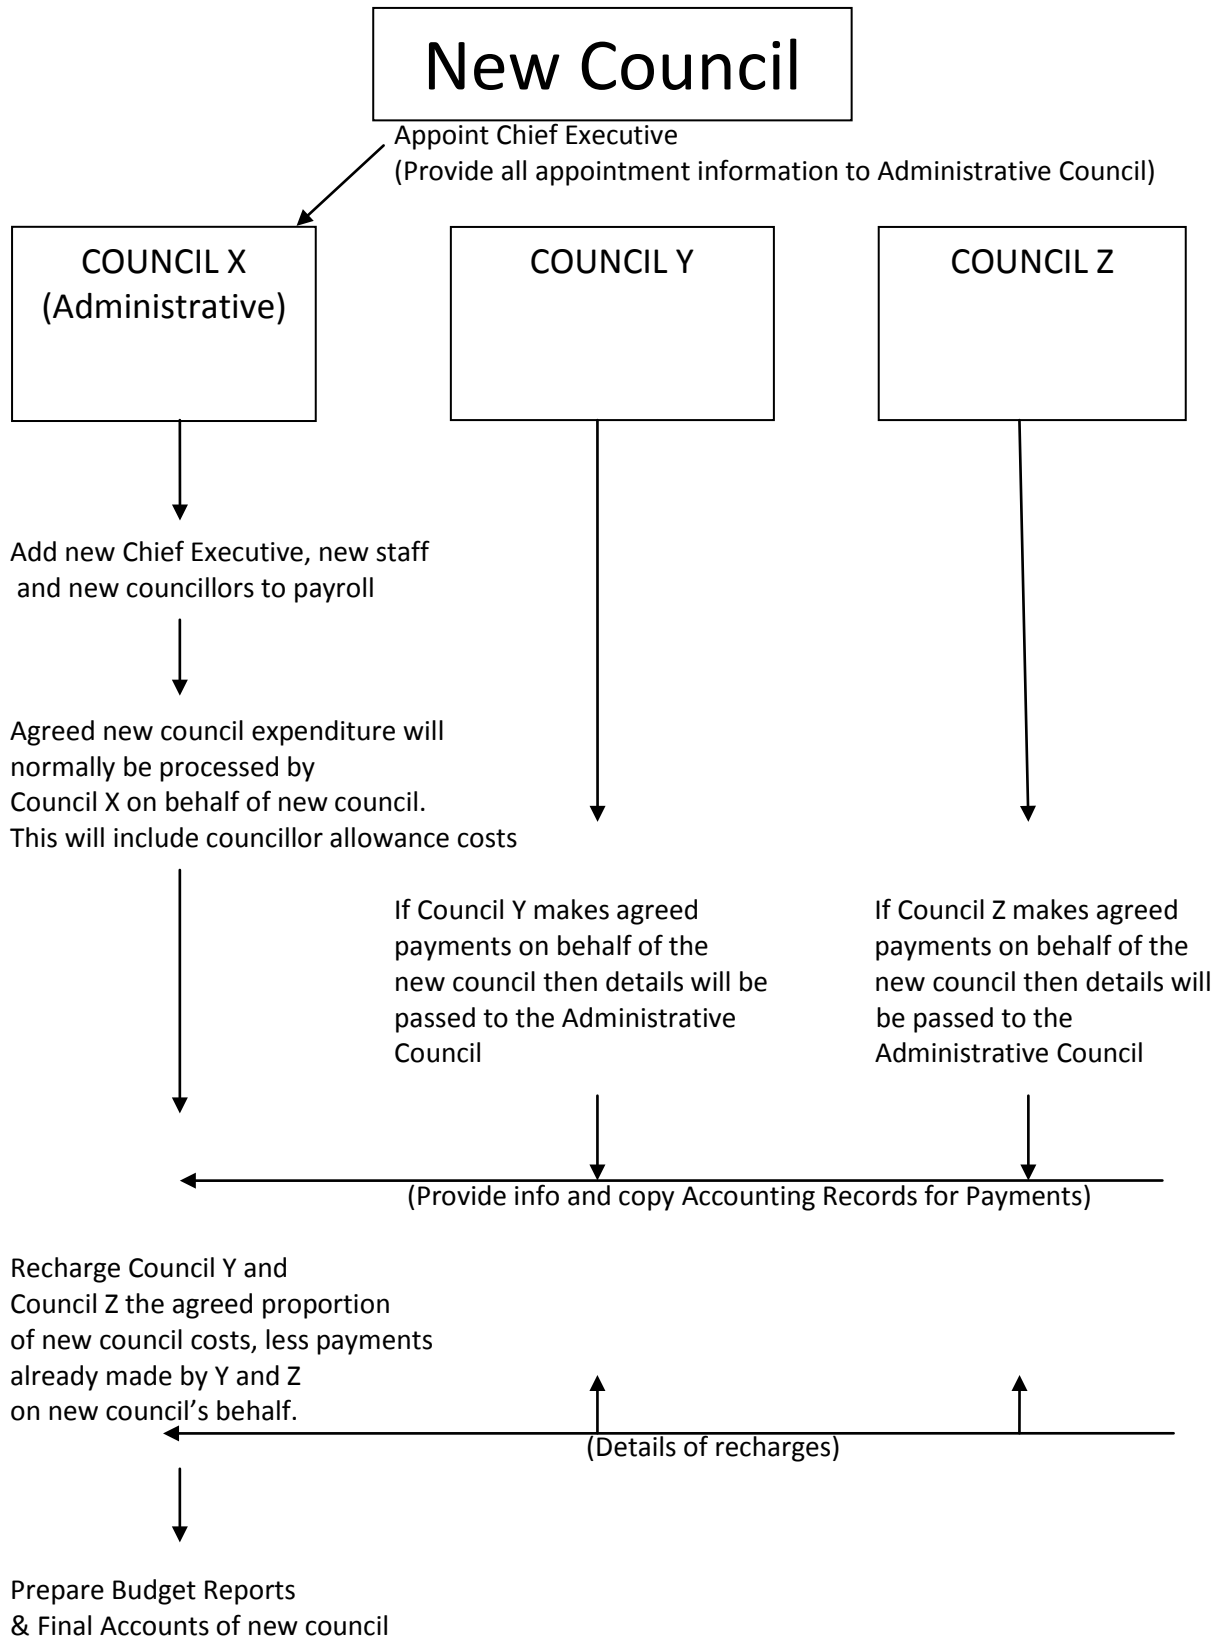 New Council
Appoint Chief Executive
(Provide all appointment information to Administrative Council)
COUNCIL X
(Administrative)
COUNCIL Y
COUNCIL Z
Add new Chief Executive, new staff
and new councillors to payroll
Agreed new council expenditure will
normally be processed by
Council X on behalf of new council.
This will include councillor allowance costs
If Council Y makes agreed
payments on behalf of the
new council then details will be
passed to the Administrative
Council
If Council Z makes agreed
payments on behalf of the
new council then details will
be passed to the
Administrative Council
(Provide info and copy Accounting Records for Payments)
Recharge Council Y and
Council Z the agreed proportion
of new council costs, less payments
already made by Y and Z
on new council’s behalf.
(Details of recharges)
Prepare Budget Reports
& Final Accounts of new council